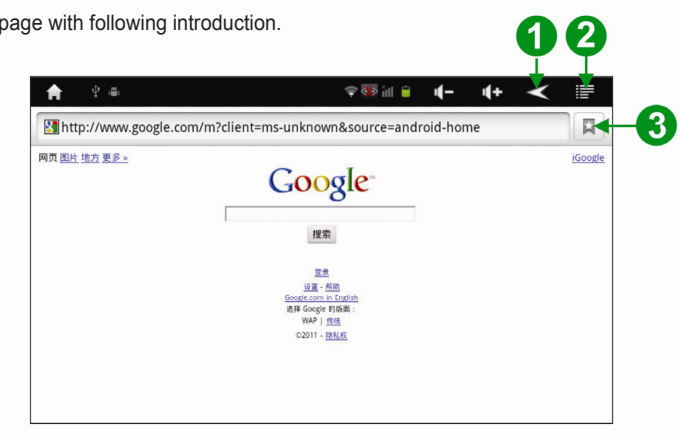 page with following introduction.
1 2
http://www.google.com/m?client=ms-unknown&source=android-home
3
网页 图片 地方 更多 »
iGoogle
Google™
搜索
登录
设置 - 帮助
Google.com in English
选择 Google 的版面：
WAP | 传统
©2011 - 隐私权